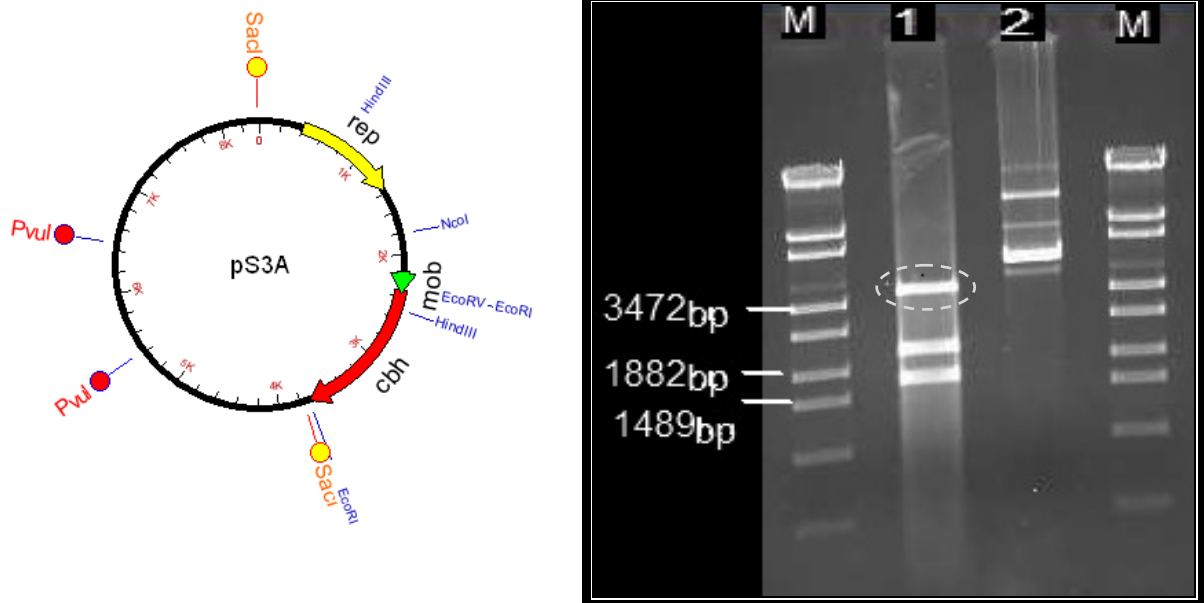 SacI
HindIII
rep
0
8K
1K
7K
NcoI
PvuI
pS3A
2K
mob
EcoRV - EcoRI
HindIII
6K
3K
cbh
5K
4K
PvuI
SacI
EcoRI
M 1 2 M
3472bp
1882bp
1489bp